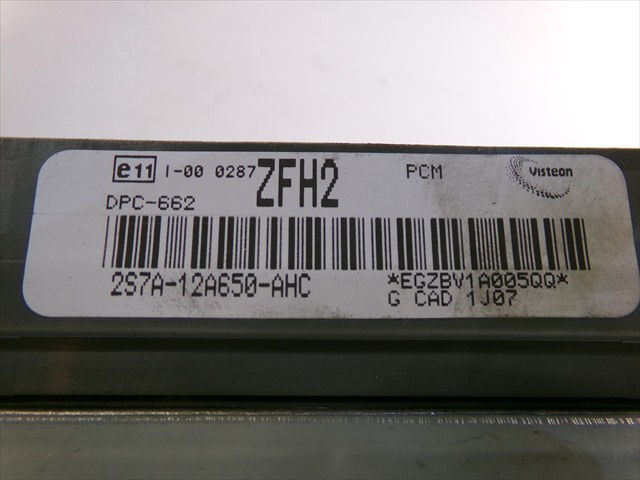 e11 I-00 0287 ZFH2 PCM Visteon
DPC-662
2S7A-12A650-AHC *EGZBV1A005QQ*
G CAD 1J07